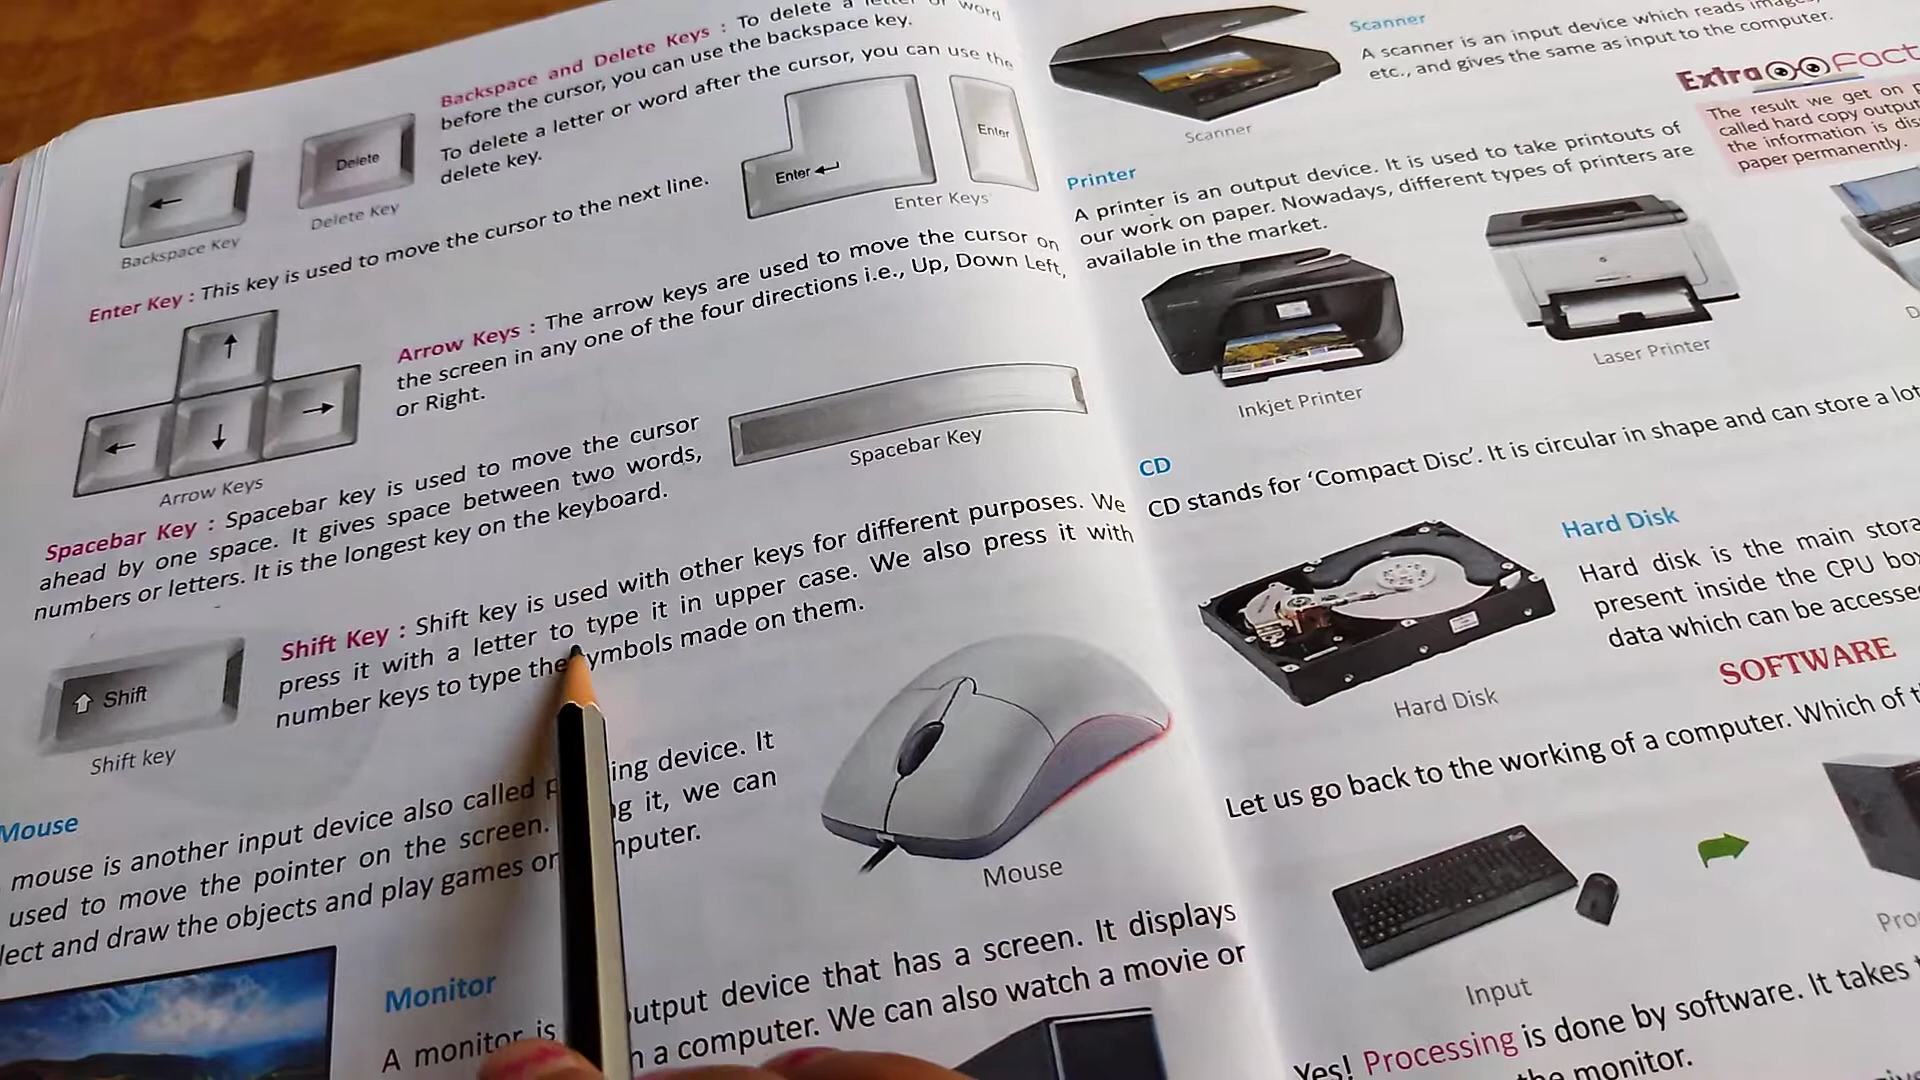 Backspace and Delete Keys : To delete a letter or word
before the cursor, you can use the backspace key.
To delete a letter or word after the cursor, you can use the
delete key.
←
Backspace Key
Delete
Delete Key
Enter
Enter
Enter Keys
Enter Key : This key is used to move the cursor to the next line.
Arrow Keys : The arrow keys are used to move the cursor on
the screen in any one of the four directions i.e., Up, Down Left,
or Right.
Arrow Keys
Spacebar Key : Spacebar key is used to move the cursor
ahead by one space. It gives space between two words,
numbers or letters. It is the longest key on the keyboard.
Spacebar Key
Shift Key : Shift key is used with other keys for different purposes. We
press it with a letter to type it in upper case. We also press it with
number keys to type the symbols made on them.
Shift
Shift key
Mouse
mouse is another input device also called p ing device. It
used to move the pointer on the screen. g it, we can
lect and draw the objects and play games on mputer.
Mouse
Monitor
A monitor is utput device that has a screen. It displays
n a computer. We can also watch a movie or
Scanner
A scanner is an input device which reads images,
etc., and gives the same as input to the computer.
Scanner
Extra Fact
The result we get on p
called hard copy output
the information is dis
paper permanently.
Printer
A printer is an output device. It is used to take printouts of
our work on paper. Nowadays, different types of printers are
available in the market.
Inkjet Printer
Laser Printer
D
CD
CD stands for ‘Compact Disc’. It is circular in shape and can store a lot
Hard Disk
Hard Disk
Hard disk is the main stora
present inside the CPU box
data which can be accesse
SOFTWARE
Let us go back to the working of a computer. Which of t
Input
Proc
Yes! Processing is done by software. It takes
the monitor.